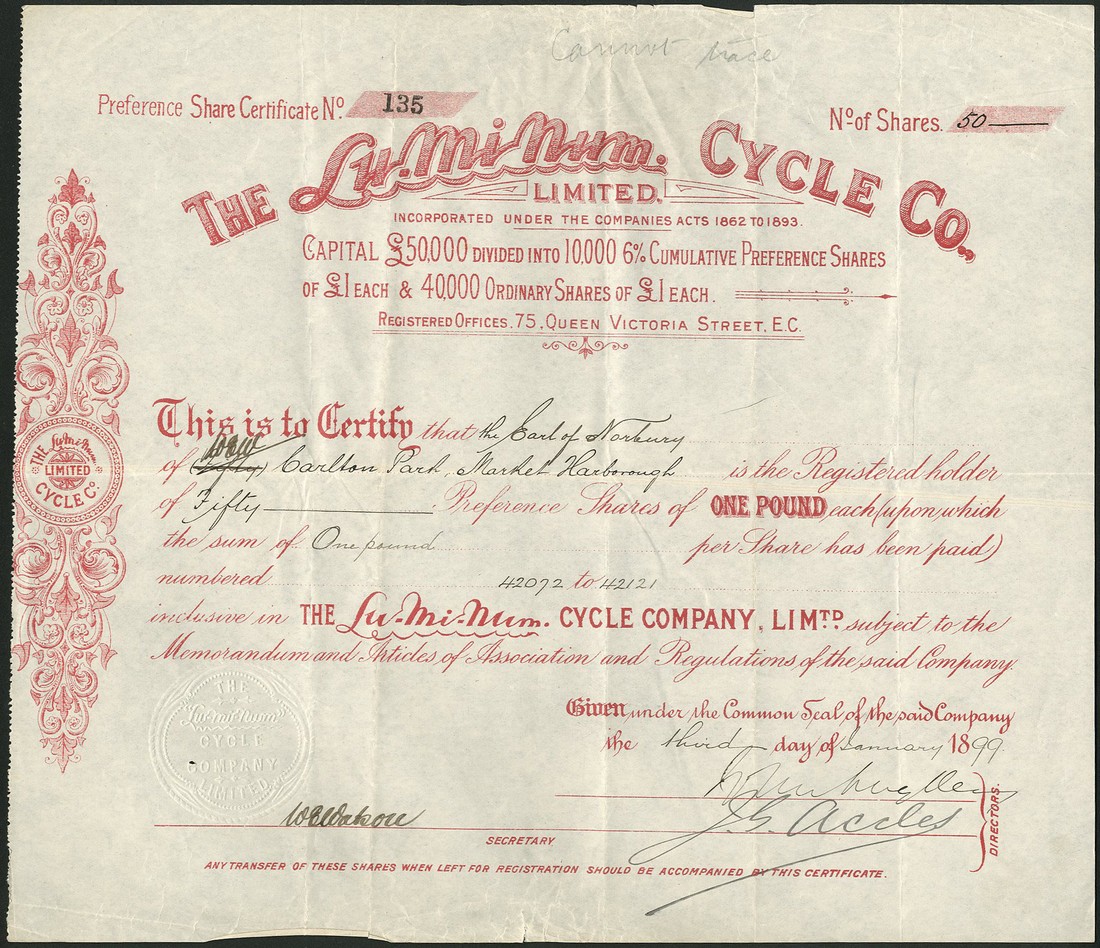 Cannot trace
Preference Share Certificate No. 135
No. of Shares. 50
THE Lu-Mi-Num. CYCLE Co.,
LIMITED.
INCORPORATED UNDER THE COMPANIES ACTS 1862 TO 1893.
CAPITAL £50,000 DIVIDED INTO 10,000 6% CUMULATIVE PREFERENCE SHARES
OF £1 EACH & 40,000 ORDINARY SHARES OF £1 EACH.
REGISTERED OFFICES. 75, QUEEN VICTORIA STREET, E.C.
This is to Certify that the Earl of Norbury
WEW
of (Fifty) Carlton Park, Market Harborough is the Registered holder
of Fifty Preference Shares of ONE POUND each (upon which
the sum of One pound per Share has been paid)
numbered 42072 to 42121
inclusive in THE Lu-Mi-Num. CYCLE COMPANY, LIMTD. subject to the
Memorandum and Articles of Association and Regulations of the said Company.
Given under the Common Seal of the said Company
the third day of January 1899
J. G. Accles
DIRECTORS.
SECRETARY
ANY TRANSFER OF THESE SHARES WHEN LEFT FOR REGISTRATION SHOULD BE ACCOMPANIED BY THIS CERTIFICATE.
THE
Lu-Mi-Num
LIMITED
CYCLE Co.
THE
Lu-mi-Num
CYCLE
COMPANY
LIMITED